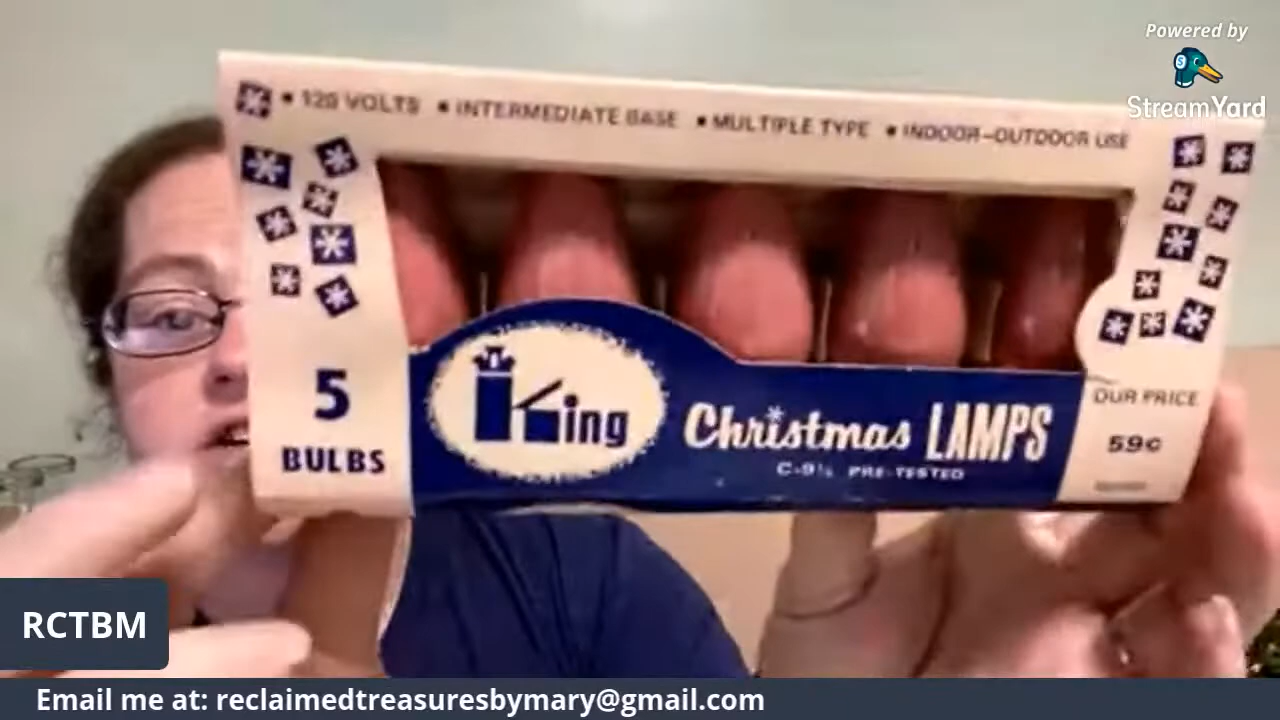 Powered by
StreamYard
• 120 VOLTS • INTERMEDIATE BASE • MULTIPLE TYPE • INDOOR-OUTDOOR USE
5
BULBS
King
Christmas LAMPS
C-9¼ PRE-TESTED
OUR PRICE
59¢
RCTBM
Email me at: reclaimedtreasuresbymary@gmail.com